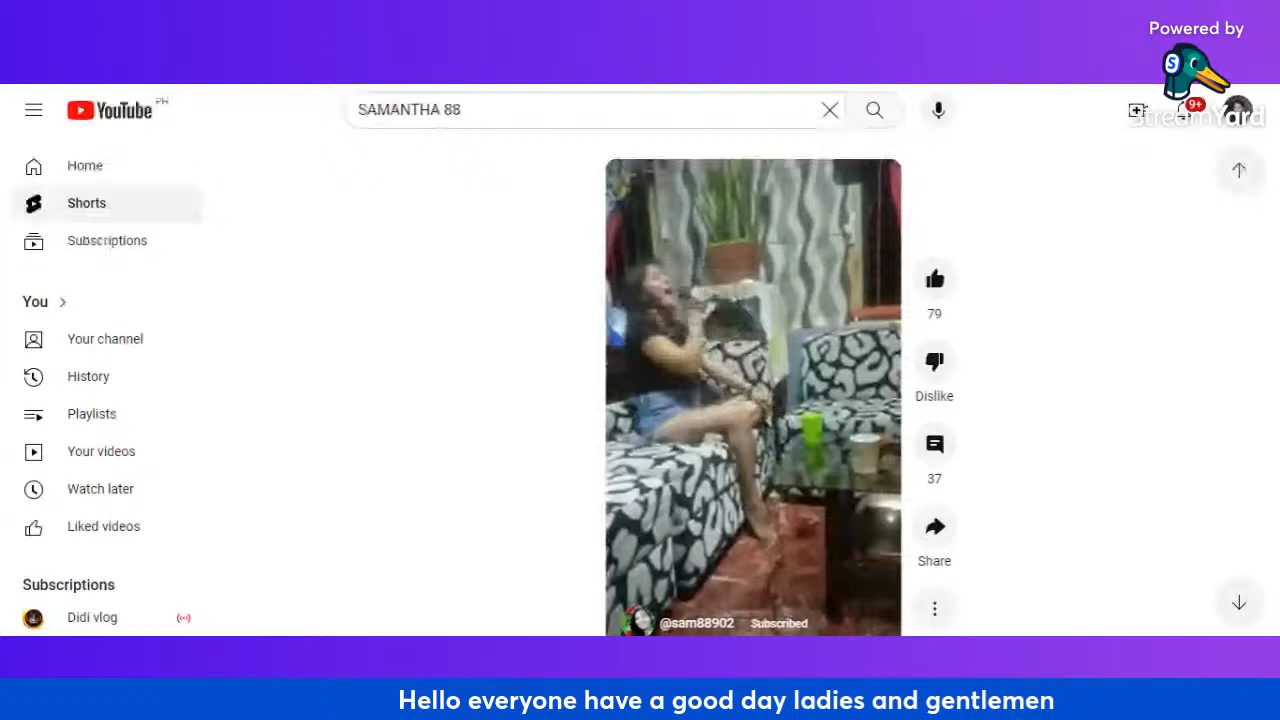 Powered by
S
StreamYard
YouTube PH
SAMANTHA 88
9+
Home
Shorts
Subscriptions
You
Your channel
History
Playlists
Your videos
Watch later
Liked videos
Subscriptions
Didi vlog
79
Dislike
37
Share
@sam88902 Subscribed
Hello everyone have a good day ladies and gentlemen